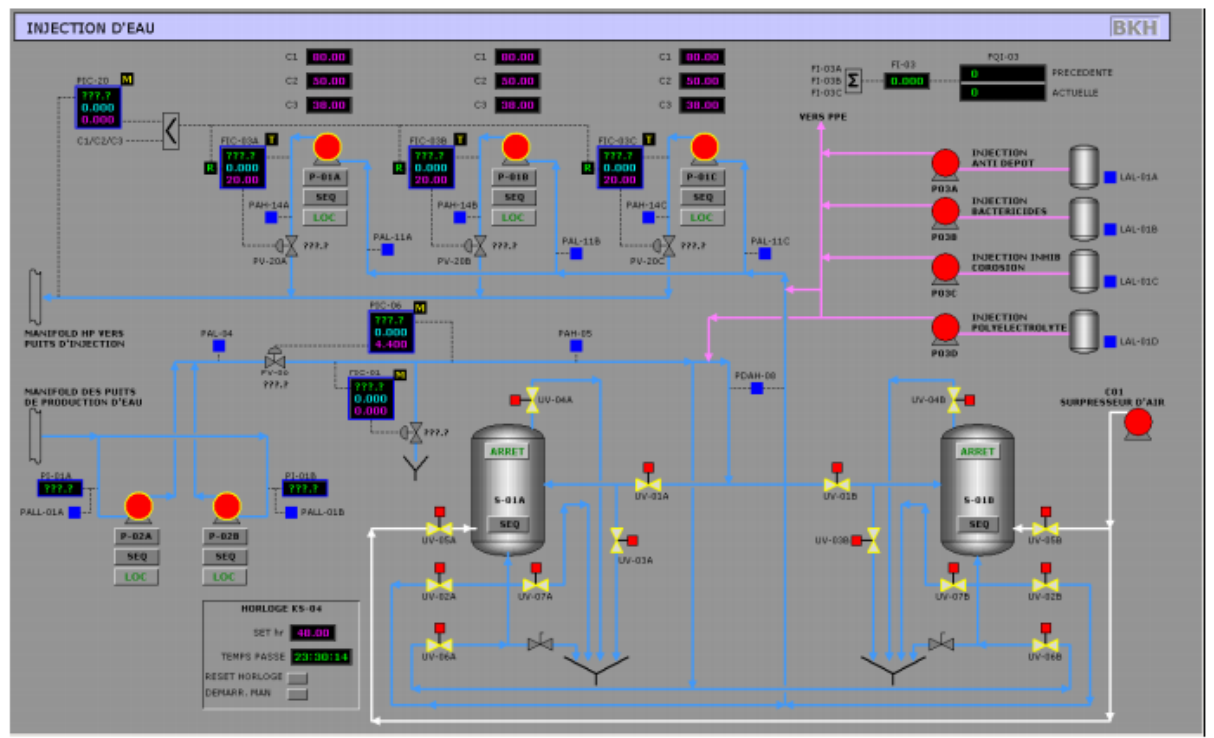 INJECTION D'EAU
BKH
C1 80.00
C2 50.00
C3 38.00
C1 80.00
C2 50.00
C3 38.00
C1 80.00
C2 50.00
C3 38.00
PIC-20 M
???.?
0.000
0.000
C1/C2/C3
FI-03A
FI-03B
FI-03C
Σ
FI-03
0.000
FQI-03
0 PRECEDENTE
0 ACTUELLE
VERS PPE
FIC-03A T
???.?
0.000
20.00
R
P-01A
SEQ
LOC
PAH-14A
PAL-11A
PV-20A
???.?
FIC-03B T
???.?
0.000
20.00
R
P-01B
SEQ
LOC
PAH-14B
PAL-11B
PV-20B
???.?
FIC-03C T
???.?
0.000
20.00
R
P-01C
SEQ
LOC
PAH-14C
PAL-11C
PV-20C
???.?
INJECTION
ANTI DEPOT
P03A
LAL-01A
INJECTION
BACTERICIDES
P03B
LAL-01B
INJECTION INHIB
COROSION
P03C
LAL-01C
INJECTION
POLYELECTROLYTE
P03D
LAL-01D
MANIFOLD HP VERS
PUITS D'INJECTION
PAL-04
PV-06
???.?
PIC-06 M
???.?
0.000
4.400
PAH-05
PIC-01 M
???.?
0.000
0.000
???.?
PDAH-08
MANIFOLD DES PUITS
DE PRODUCTION D'EAU
PI-01A
???.?
PALL-01A
PI-01B
???.?
PALL-01B
P-02A
SEQ
LOC
P-02B
SEQ
LOC
UV-04A
ARRET
S-01A
SEQ
UV-01A
UV-03A
UV-05A
UV-02A
UV-07A
UV-06A
UV-04B
C01
SURPRESSEUR D'AIR
ARRET
S-01B
SEQ
UV-01B
UV-03B
UV-05B
UV-07B
UV-02B
UV-06B
HORLOGE KS-04
SET hr 48.00
TEMPS PASSE 23:30:14
RESET HORLOGE
DEMARR. MAN